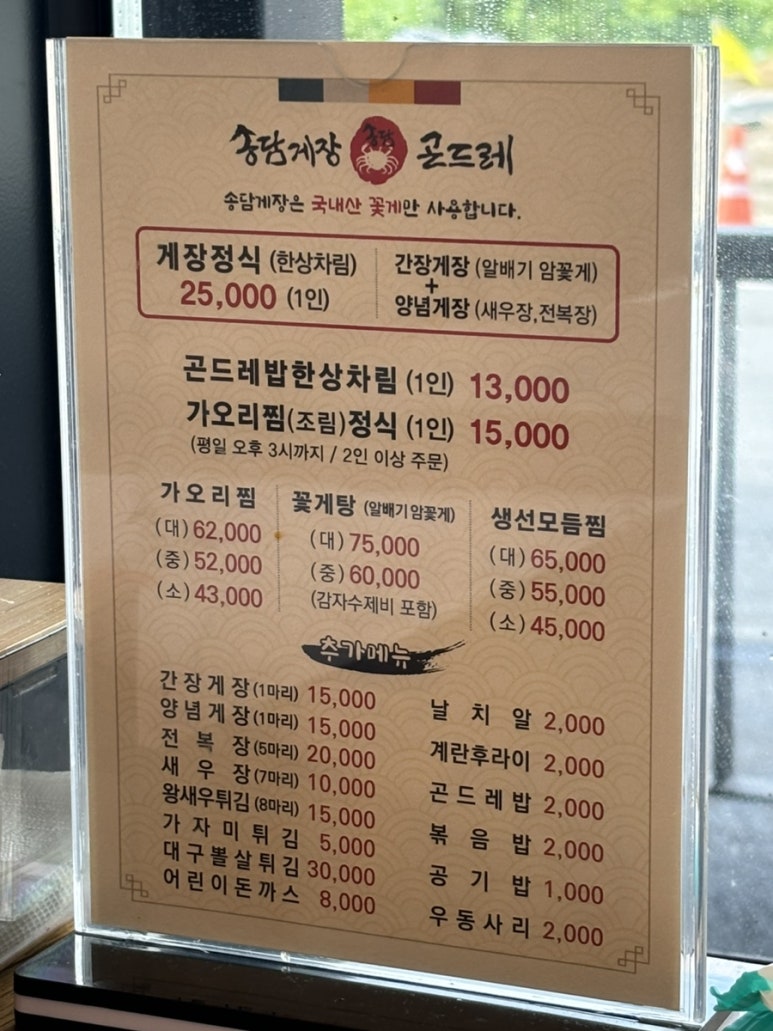 송담게장 송담 곤드레
송담게장은 국내산 꽃게만 사용합니다.
게장정식 (한상차림)
25,000 (1인)
간장게장 (알배기 암꽃게)
+
양념게장 (새우장,전복장)
곤드레밥한상차림 (1인) 13,000
가오리찜(조림)정식 (1인) 15,000
(평일 오후 3시까지 / 2인 이상 주문)
가오리찜
(대) 62,000
(중) 52,000
(소) 43,000
꽃게탕 (알배기암꽃게)
(대) 75,000
(중) 60,000
(감자수제비 포함)
생선모듬찜
(대) 65,000
(중) 55,000
(소) 45,000
추가메뉴
간장게장 (1마리) 15,000
양념게장 (1마리) 15,000
전복장 (5마리) 20,000
새우장 (7마리) 10,000
왕새우튀김 (8마리) 15,000
가자미튀김 5,000
대구뽈살튀김 30,000
어린이돈까스 8,000
날치알 2,000
계란후라이 2,000
곤드레밥 2,000
볶음밥 2,000
공기밥 1,000
우동사리 2,000